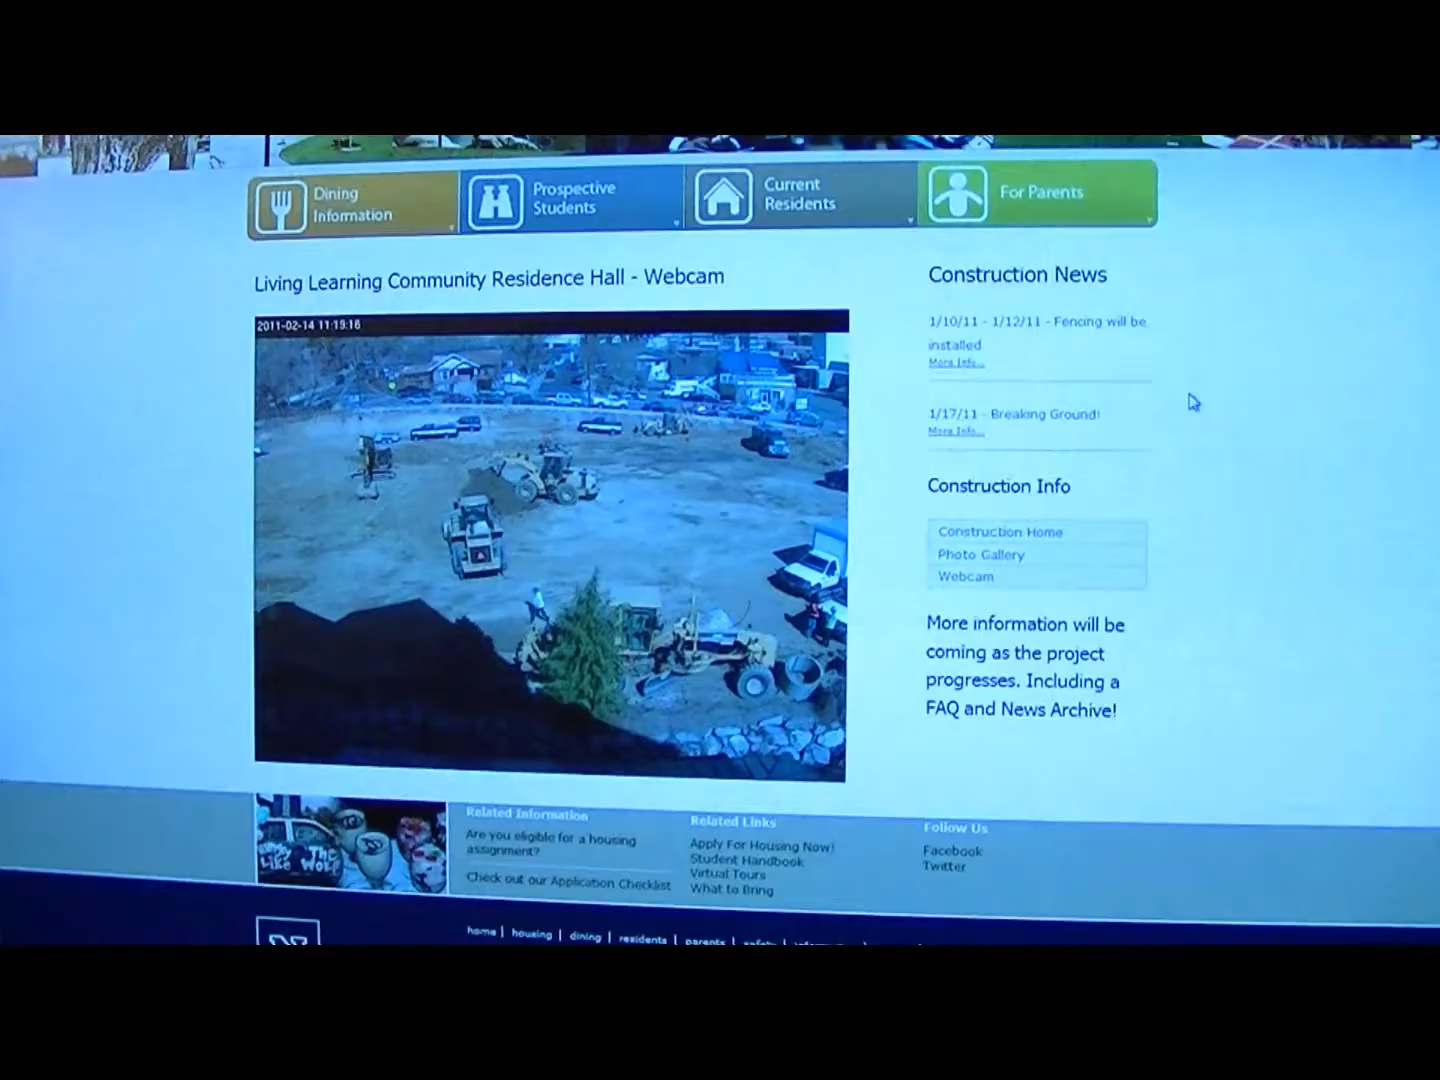 Dining
Information
Prospective
Students
Current
Residents
For Parents
Living Learning Community Residence Hall - Webcam
2011-02-14 11:19:16
Construction News
1/10/11 - 1/12/11 - Fencing will be
installed
More Info...
1/17/11 - Breaking Ground!
More Info...
Construction Info
Construction Home
Photo Gallery
Webcam
More information will be
coming as the project
progresses. Including a
FAQ and News Archive!
Related Information
Are you eligible for a housing
assignment?
Check out our Application Checklist
Related Links
Apply For Housing Now!
Student Handbook
Virtual Tours
What to Bring
Follow Us
Facebook
Twitter
THE
LIKE WOLF
home | housing | dining | residents | parents |